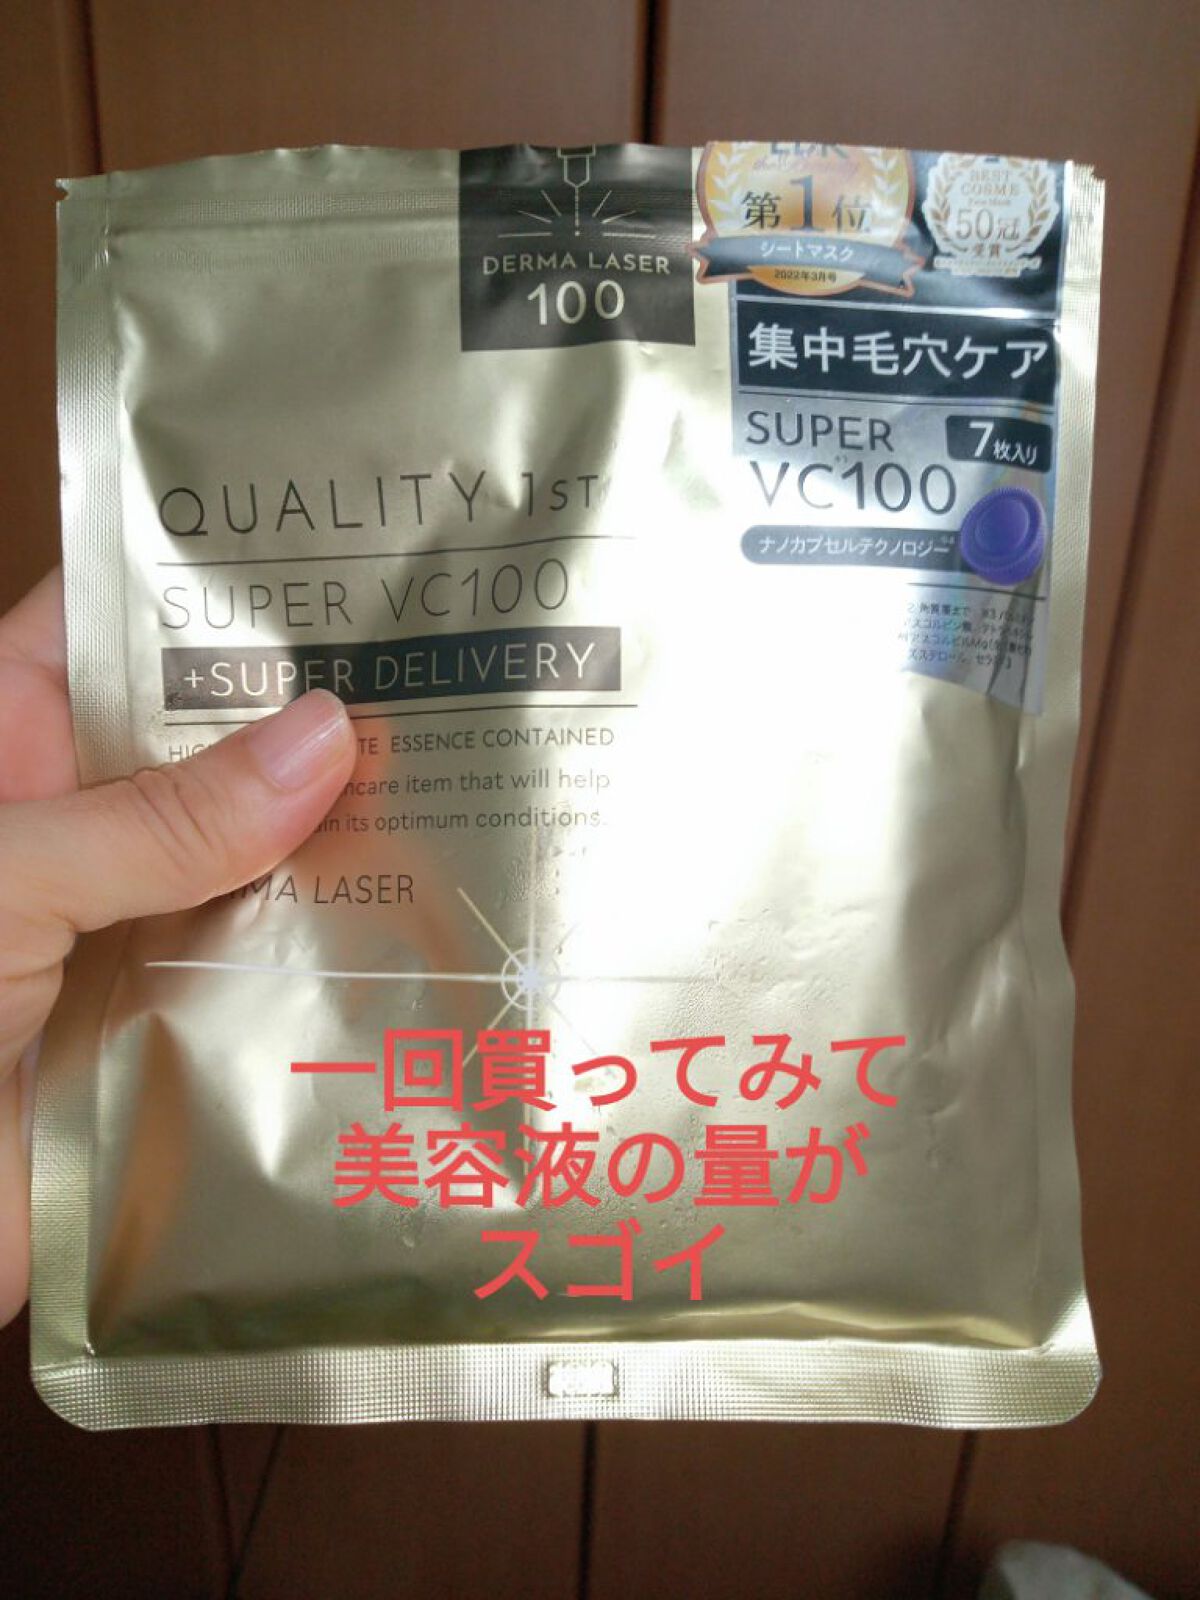 DERMA LASER
100
第1位
シートマスク
2022年3月号
BEST
COSME
50冠
受賞
集中毛穴ケア
SUPER
VC100
7枚入り
ナノカプセルテクノロジー
QUALITY 1ST
SUPER VC100
+SUPER DELIVERY
ESSENCE CONTAINED
item that will help
its optimum conditions.
LASER
一回買ってみて
美容液の量が
スゴイ